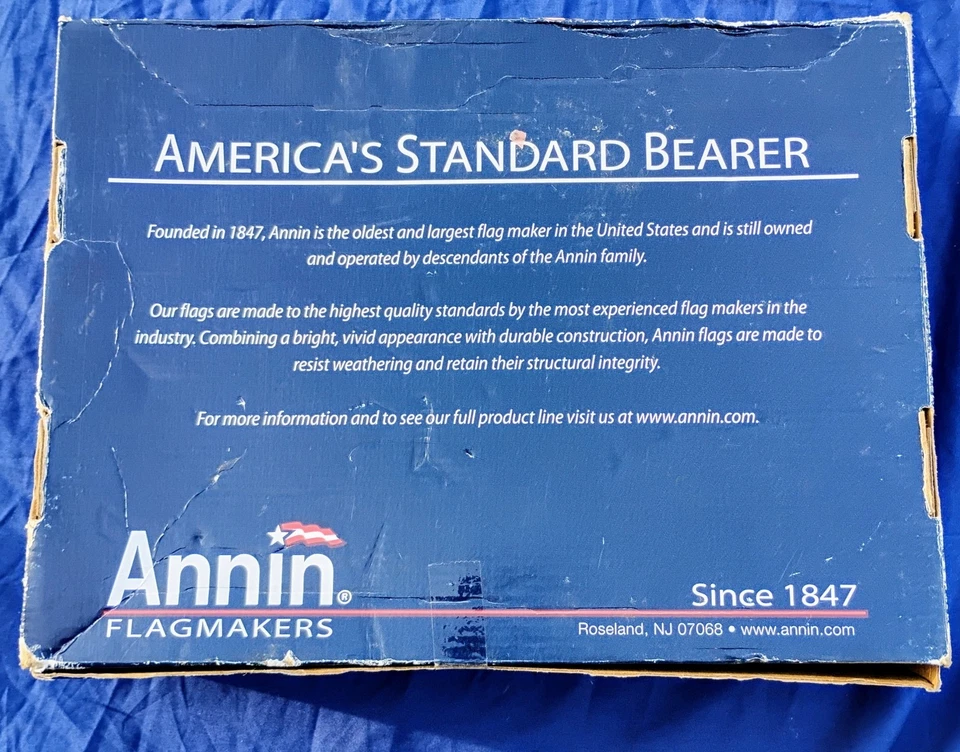 AMERICA'S STANDARD BEARER
Founded in 1847, Annin is the oldest and largest flag maker in the United States and is still owned
and operated by descendants of the Annin family.
Our flags are made to the highest quality standards by the most experienced flag makers in the
industry. Combining a bright, vivid appearance with durable construction, Annin flags are made to
resist weathering and retain their structural integrity.
For more information and to see our full product line visit us at www.annin.com.
Annin®
FLAGMAKERS
Since 1847
Roseland, NJ 07068 • www.annin.com